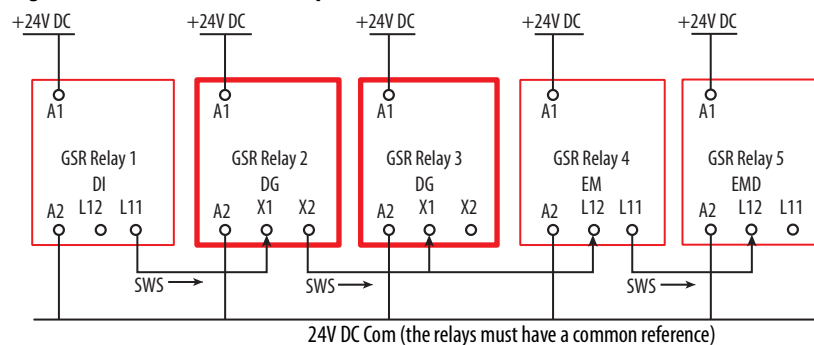 +24V DC +24V DC +24V DC +24V DC +24V DC
A1 A1 A1 A1 A1
GSR Relay 1 GSR Relay 2 GSR Relay 3 GSR Relay 4 GSR Relay 5
DI DG DG EM EMD
A2 L12 L11 A2 X1 X2 A2 X1 X2 A2 L12 L11 A2 L12 L11
SWS SWS SWS
24V DC Com (the relays must have a common reference)